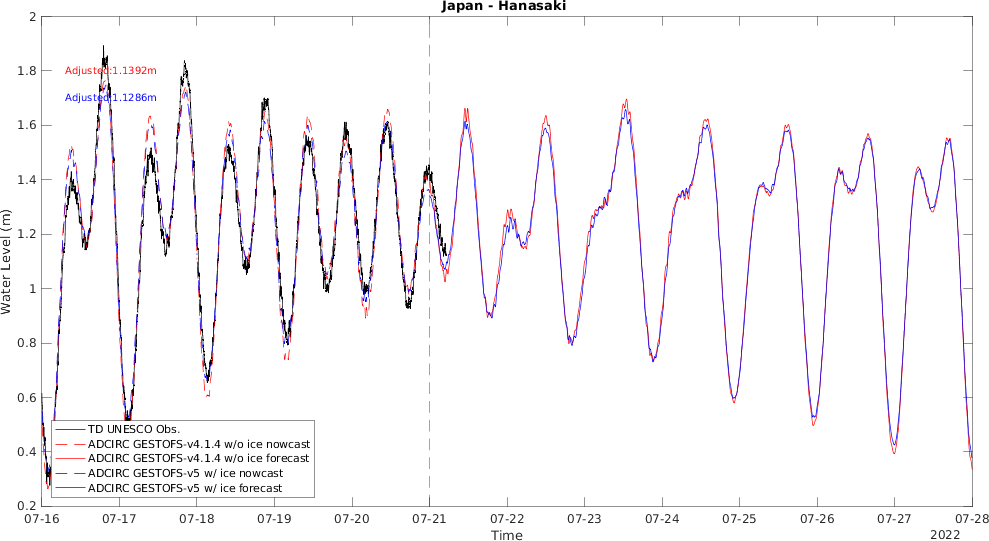 Japan - Hanasaki
2
1.8
1.6
1.4
1.2
1
0.8
0.6
0.4
0.2
Water Level (m)
Adjusted:1.1392m
Adjusted:1.1286m
TD UNESCO Obs.
ADCIRC GESTOFS-v4.1.4 w/o ice nowcast
ADCIRC GESTOFS-v4.1.4 w/o ice forecast
ADCIRC GESTOFS-v5 w/ ice nowcast
ADCIRC GESTOFS-v5 w/ ice forecast
07-16 07-17 07-18 07-19 07-20 07-21 07-22 07-23 07-24 07-25 07-26 07-27 07-28
Time
2022